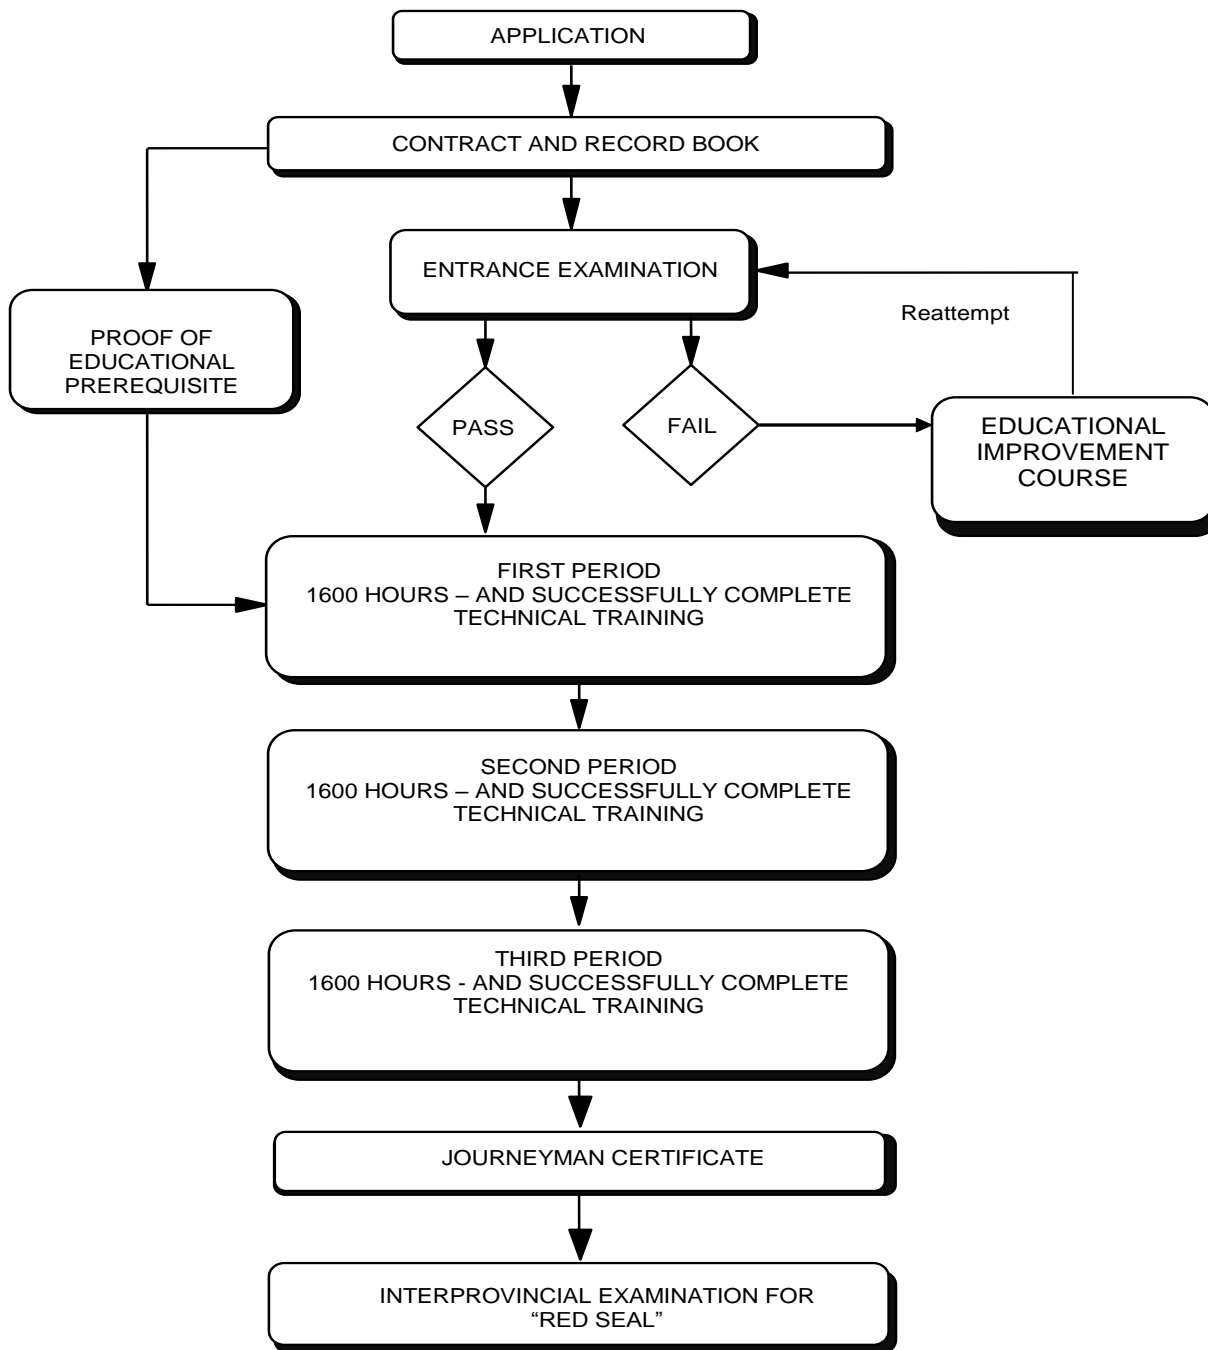 APPLICATION
CONTRACT AND RECORD BOOK
ENTRANCE EXAMINATION
Reattempt
PROOF OF
EDUCATIONAL
PREREQUISITE
PASS
FAIL
EDUCATIONAL
IMPROVEMENT
COURSE
FIRST PERIOD
1600 HOURS – AND SUCCESSFULLY COMPLETE
TECHNICAL TRAINING
SECOND PERIOD
1600 HOURS – AND SUCCESSFULLY COMPLETE
TECHNICAL TRAINING
THIRD PERIOD
1600 HOURS - AND SUCCESSFULLY COMPLETE
TECHNICAL TRAINING
JOURNEYMAN CERTIFICATE
INTERPROVINCIAL EXAMINATION FOR
“RED SEAL”